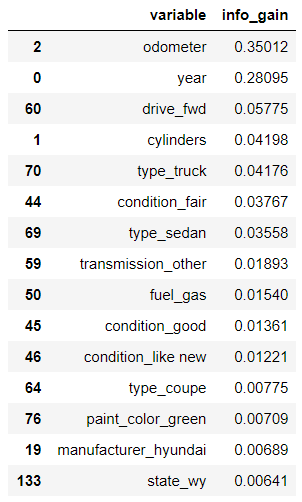 variable info_gain
2 odometer 0.35012
0 year 0.28095
60 drive_fwd 0.05775
1 cylinders 0.04198
70 type_truck 0.04176
44 condition_fair 0.03767
69 type_sedan 0.03558
59 transmission_other 0.01893
50 fuel_gas 0.01540
45 condition_good 0.01361
46 condition_like new 0.01221
64 type_coupe 0.00775
76 paint_color_green 0.00709
19 manufacturer_hyundai 0.00689
133 state_wy 0.00641